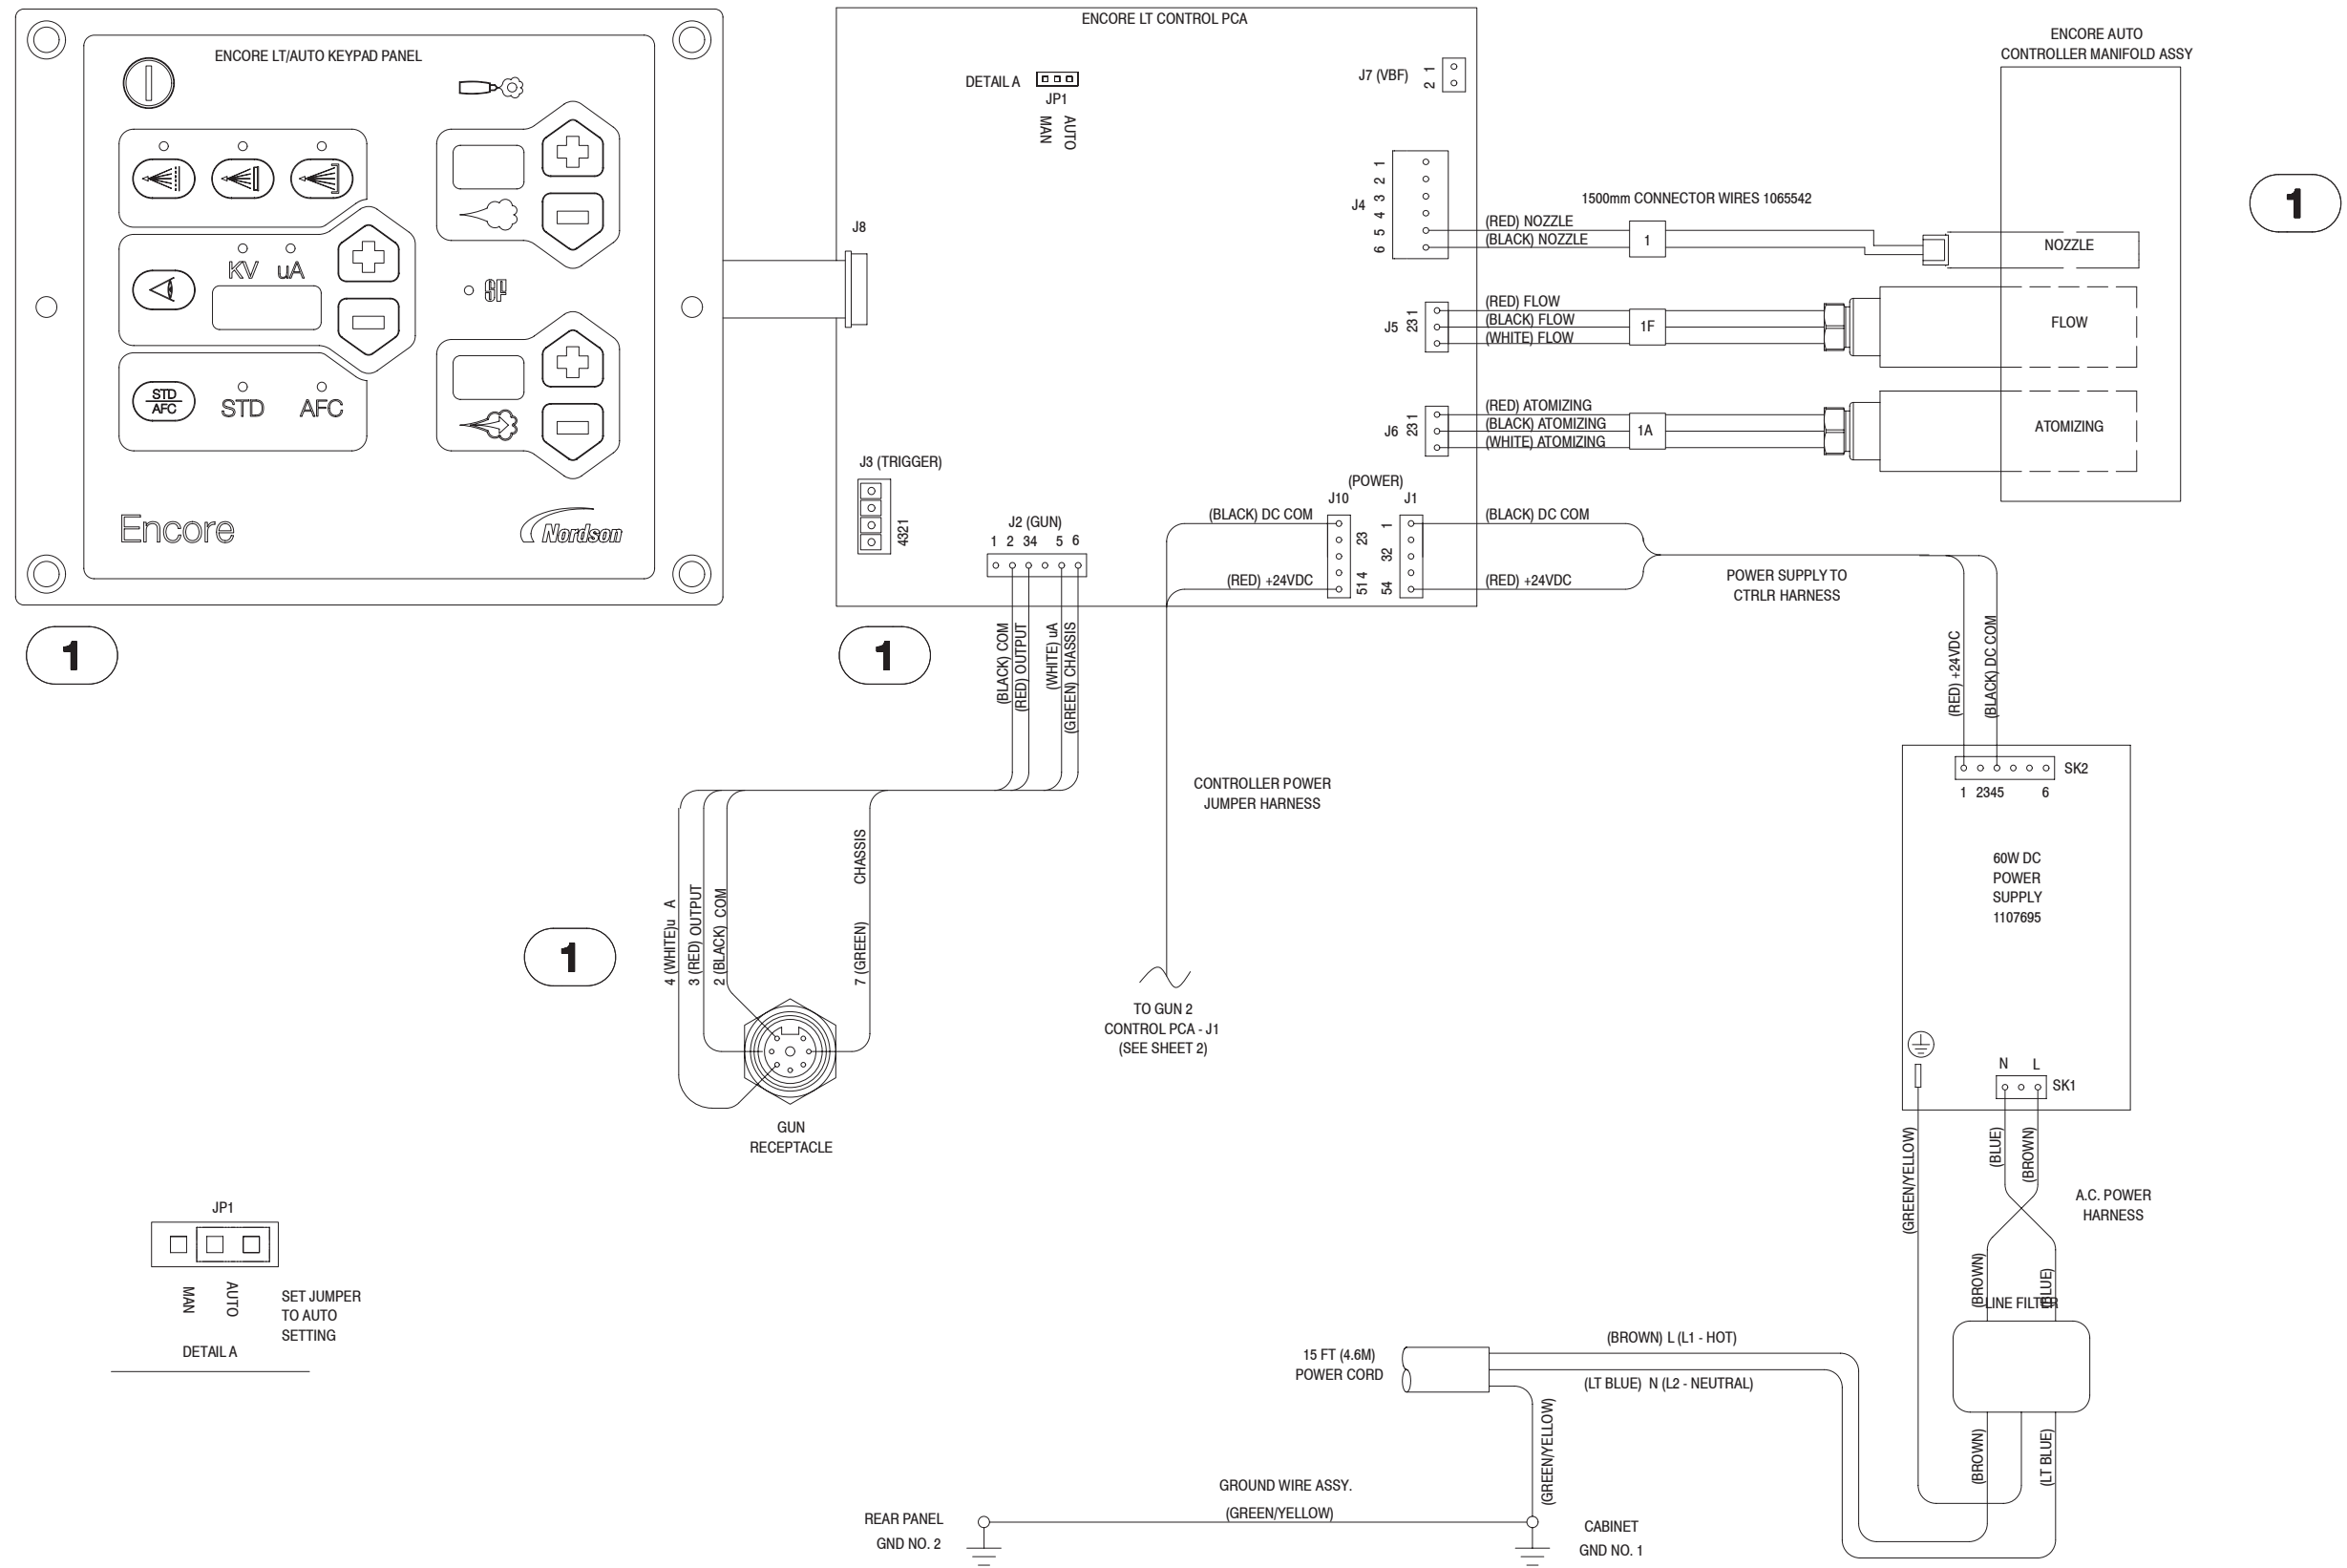 ENCORE LT/AUTO KEYPAD PANEL
KV uA
STD
AFC
STD AFC
SP
Encore
Nordson
1
ENCORE LT CONTROL PCA
DETAIL A
JP1
MAN
AUTO
J7 (VBF)
2 1
J8
J4
1
2
3
4
5
6
J5
231
J6
231
J3 (TRIGGER)
4321
J2 (GUN)
1 2 34 5 6
(POWER)
J10
J1
23
51 4
1
32
54
(BLACK) DC COM
(RED) +24VDC
1
1500mm CONNECTOR WIRES 1065542
(RED) NOZZLE
(BLACK) NOZZLE
1
(RED) FLOW
(BLACK) FLOW
(WHITE) FLOW
1F
(RED) ATOMIZING
(BLACK) ATOMIZING
(WHITE) ATOMIZING
1A
ENCORE AUTO
CONTROLLER MANIFOLD ASSY
NOZZLE
FLOW
ATOMIZING
1
(BLACK) DC COM
(RED) +24VDC
POWER SUPPLY TO
CTRLR HARNESS
(RED) +24VDC
(BLACK) DC COM
(BLACK) COM
(RED) OUTPUT
(WHITE) uA
(GREEN) CHASSIS
CONTROLLER POWER
JUMPER HARNESS
SK2
1 2345 6
60W DC
POWER
SUPPLY
1107695
N L
SK1
4 (WHITE)u A
3 (RED) OUTPUT
2 (BLACK) COM
7 (GREEN) CHASSIS
1
TO GUN 2
CONTROL PCA - J1
(SEE SHEET 2)
GUN
RECEPTACLE
(GREEN/YELLOW)
(BLUE)
(BROWN)
A.C. POWER
HARNESS
(BROWN)
(BLUE)
LINE FILTER
JP1
MAN
AUTO
SET JUMPER
TO AUTO
SETTING
DETAIL A
15 FT (4.6M)
POWER CORD
(BROWN) L (L1 - HOT)
(LT BLUE) N (L2 - NEUTRAL)
(GREEN/YELLOW)
(BROWN)
(LT BLUE)
GROUND WIRE ASSY.
(GREEN/YELLOW)
REAR PANEL
GND NO. 2
CABINET
GND NO. 1